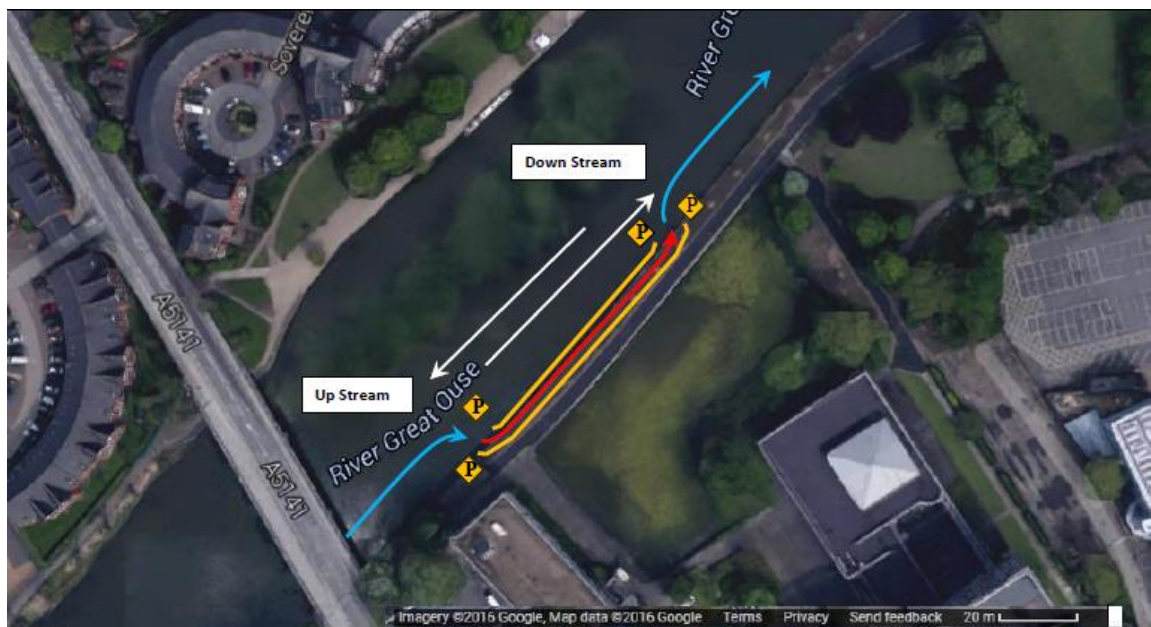 Sovere
River Gre
Down Stream
P
P
A5141
Up Stream
River Great Ouse
P
A5141
P
Imagery ©2016 Google, Map data ©2016 Google Terms Privacy Send feedback 20 m